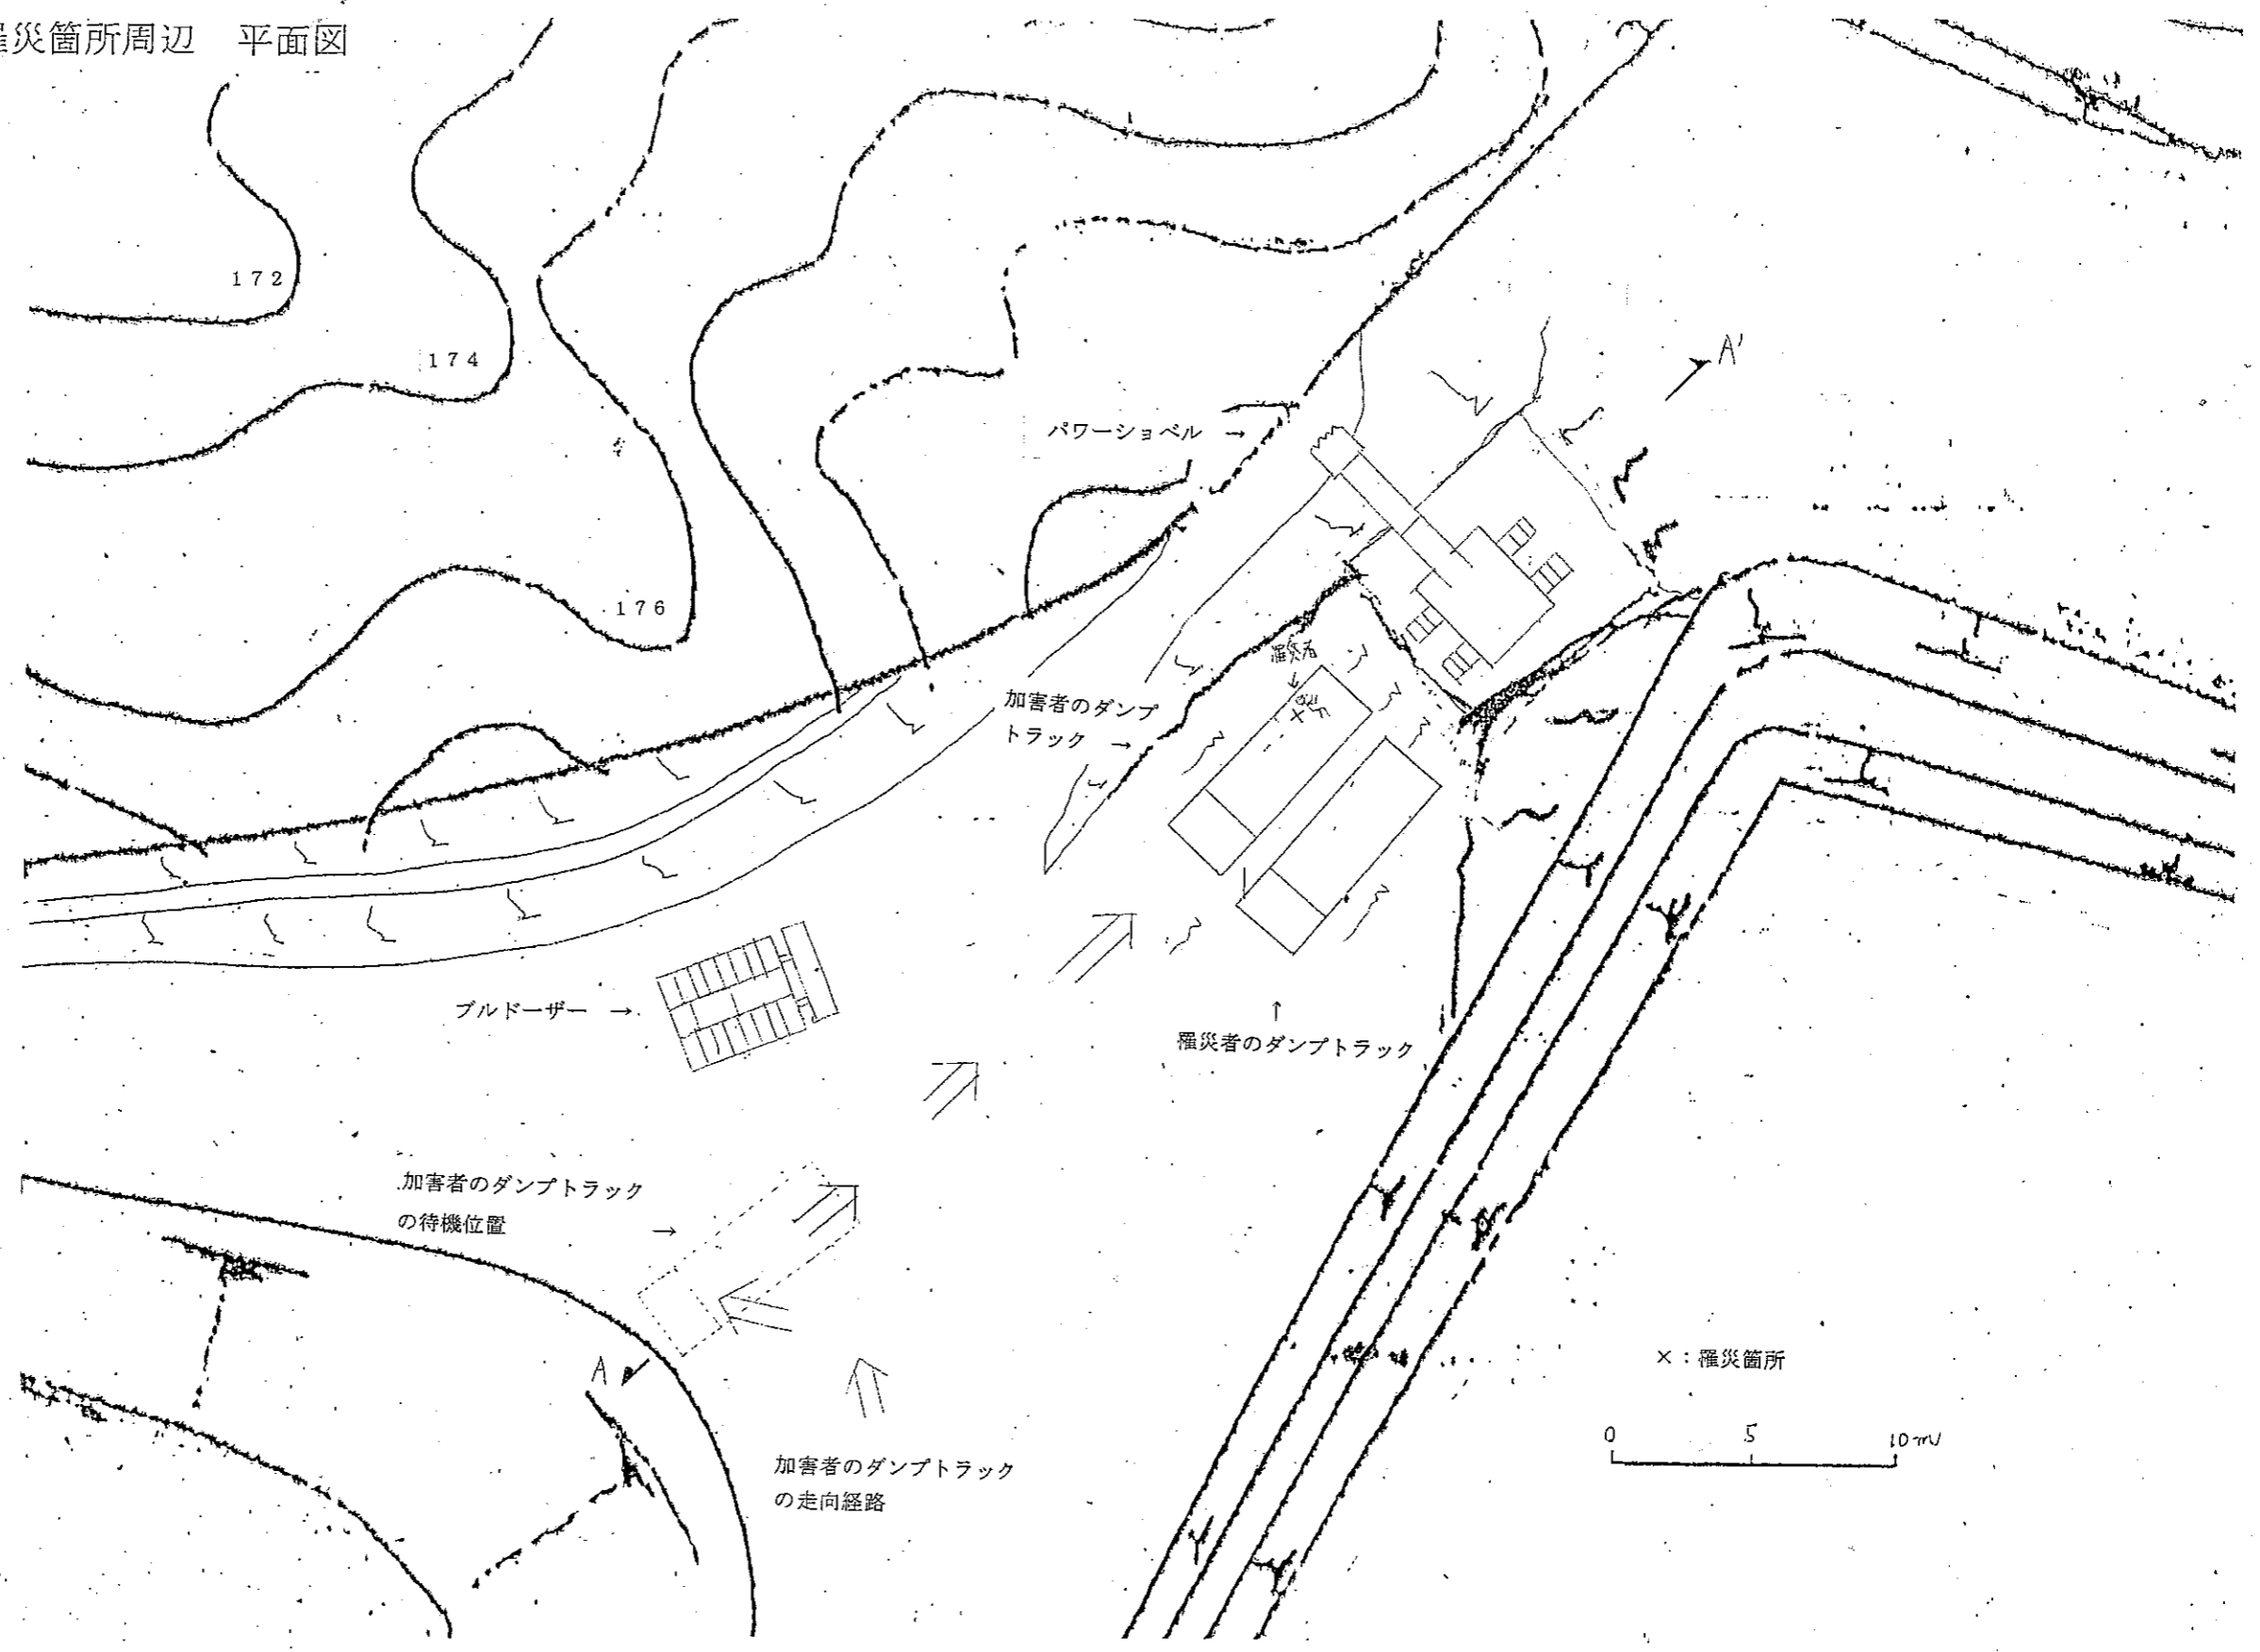 罹災箇所周辺　平面図
172
174
176
A'
パワーショベル →
罹災者
加害者のダンプ
トラック →
ブルドーザー →
↑
罹災者のダンプトラック
加害者のダンプトラック
の待機位置 →
A
加害者のダンプトラック
の走向経路
×：罹災箇所
0 5 10m